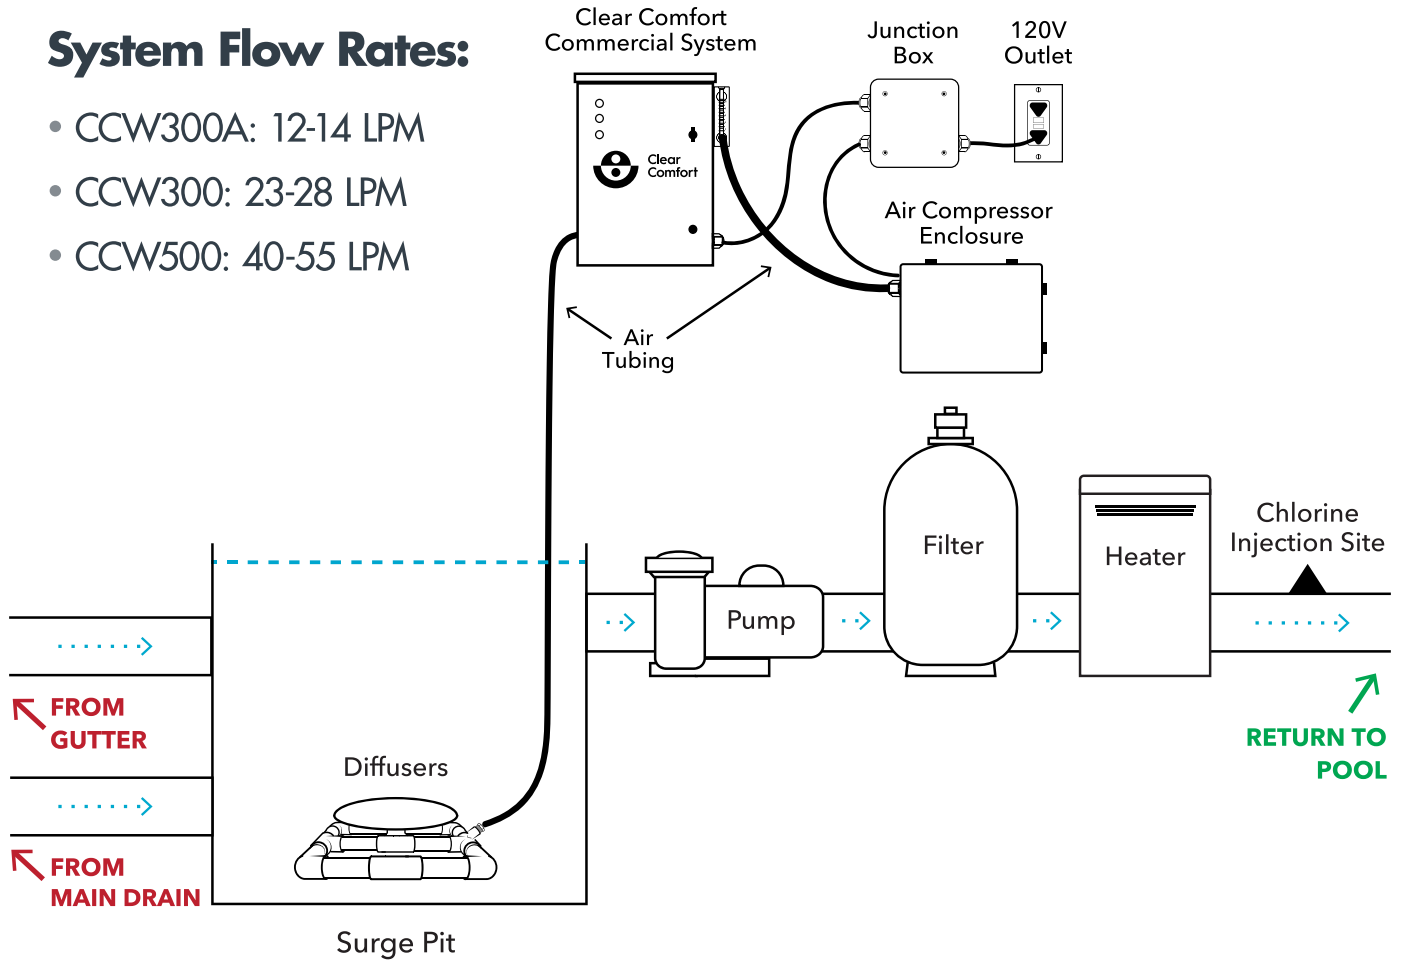 System Flow Rates:
• CCW300A: 12-14 LPM
• CCW300: 23-28 LPM
• CCW500: 40-55 LPM
Clear Comfort
Commercial System
Junction
Box
120V
Outlet
Clear
Comfort
Air Compressor
Enclosure
Air
Tubing
Filter
Heater
Chlorine
Injection Site
Pump
FROM
GUTTER
RETURN TO
POOL
Diffusers
FROM
MAIN DRAIN
Surge Pit